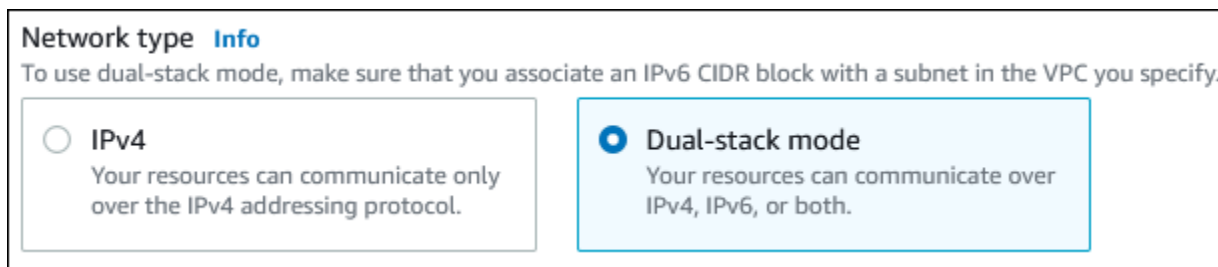 Network type Info
To use dual-stack mode, make sure that you associate an IPv6 CIDR block with a subnet in the VPC you specify.
IPv4
Your resources can communicate only
over the IPv4 addressing protocol.
Dual-stack mode
Your resources can communicate over
IPv4, IPv6, or both.